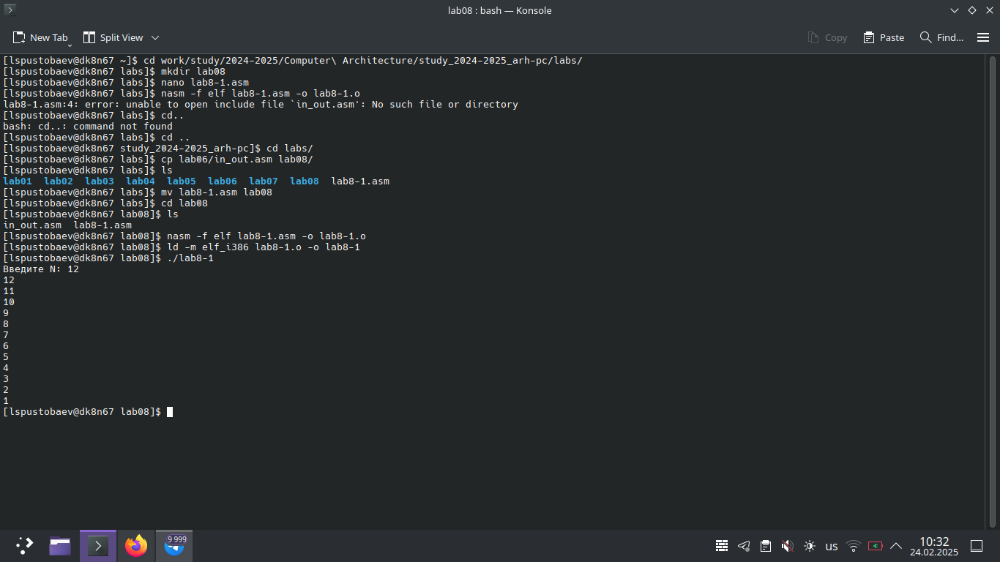 lab08 : bash — Konsole
New Tab Split View Copy Paste Find...
[lspustobaev@dk8n67 ~]$ cd work/study/2024-2025/Computer\ Architecture/study_2024-2025_arh-pc/labs/
[lspustobaev@dk8n67 labs]$ mkdir lab08
[lspustobaev@dk8n67 labs]$ nano lab8-1.asm
[lspustobaev@dk8n67 labs]$ nasm -f elf lab8-1.asm -o lab8-1.o
lab8-1.asm:4: error: unable to open include file `in_out.asm': No such file or directory
[lspustobaev@dk8n67 labs]$ cd..
bash: cd..: command not found
[lspustobaev@dk8n67 labs]$ cd ..
[lspustobaev@dk8n67 study_2024-2025_arh-pc]$ cd labs/
[lspustobaev@dk8n67 labs]$ cp lab06/in_out.asm lab08/
[lspustobaev@dk8n67 labs]$ ls
lab01 lab02 lab03 lab04 lab05 lab06 lab07 lab08 lab8-1.asm
[lspustobaev@dk8n67 labs]$ mv lab8-1.asm lab08
[lspustobaev@dk8n67 labs]$ cd lab08
[lspustobaev@dk8n67 lab08]$ ls
in_out.asm lab8-1.asm
[lspustobaev@dk8n67 lab08]$ nasm -f elf lab8-1.asm -o lab8-1.o
[lspustobaev@dk8n67 lab08]$ ld -m elf_i386 lab8-1.o -o lab8-1
[lspustobaev@dk8n67 lab08]$ ./lab8-1
Введите N: 12
12
11
10
9
8
7
6
5
4
3
2
1
[lspustobaev@dk8n67 lab08]$
9 999
us
10:32
24.02.2025